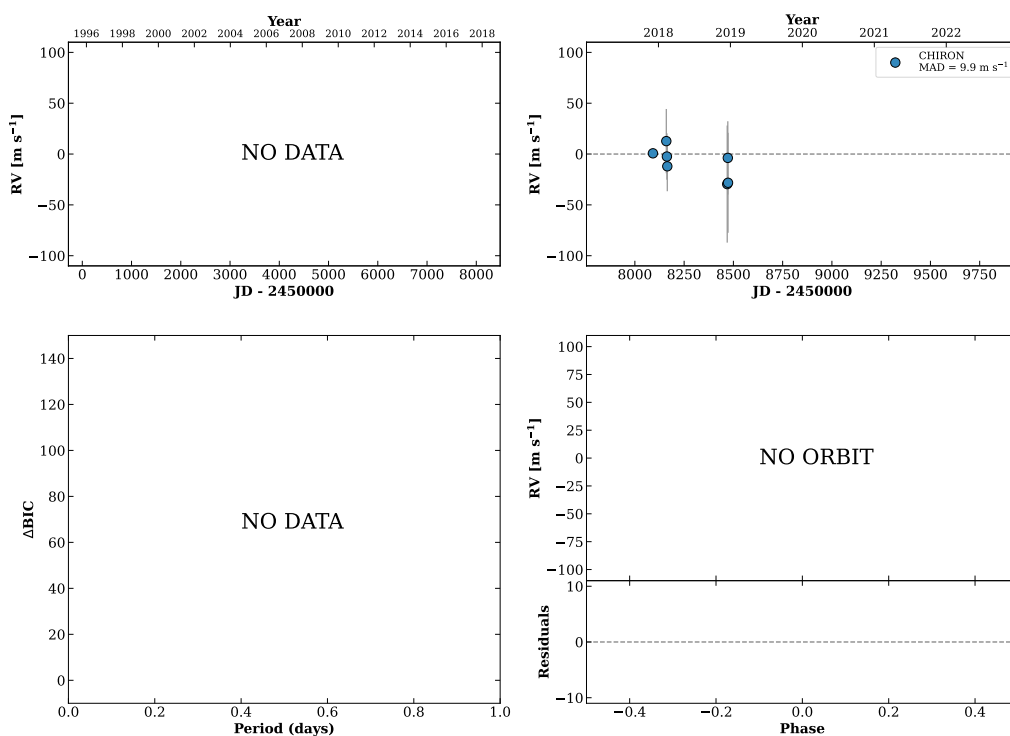 Year
1996 1998 2000 2002 2004 2006 2008 2010 2012 2014 2016 2018
100
50
0
−50
−100
RV [m s⁻¹]
NO DATA
0 1000 2000 3000 4000 5000 6000 7000 8000
JD - 2450000
Year
2018 2019 2020 2021 2022
CHIRON
MAD = 9.9 m s⁻¹
100
50
0
−50
−100
RV [m s⁻¹]
8000 8250 8500 8750 9000 9250 9500 9750
JD - 2450000
140
120
100
80
60
40
20
0
ΔBIC
NO DATA
0.0 0.2 0.4 0.6 0.8 1.0
Period (days)
100
75
50
25
0
−25
−50
−75
−100
RV [m s⁻¹]
NO ORBIT
10
0
−10
Residuals
−0.4 −0.2 0.0 0.2 0.4
Phase